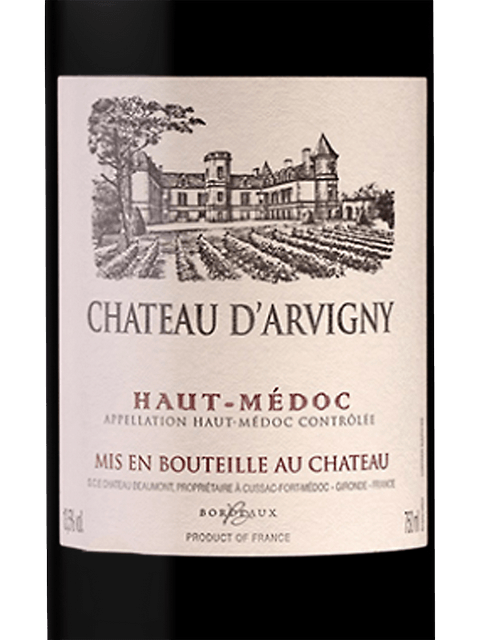 CHATEAU D'ARVIGNY
HAUT-MÉDOC
APPELLATION HAUT-MÉDOC CONTRÔLÉE
MIS EN BOUTEILLE AU CHATEAU
S.C.E CHATEAU BEAUMONT, PROPRIÉTAIRE À CUSSAC-FORT-MÉDOC - GIRONDE - FRANCE
BORDEAUX
vol. 750 ml
PRODUCT OF FRANCE